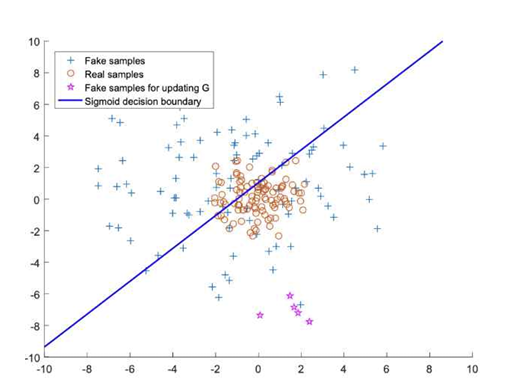 10
Fake samples
Real samples
Fake samples for updating G
Sigmoid decision boundary
8
6
4
2
0
-2
-4
-6
-8
-10
-10 -8 -6 -4 -2 0 2 4 6 8 10